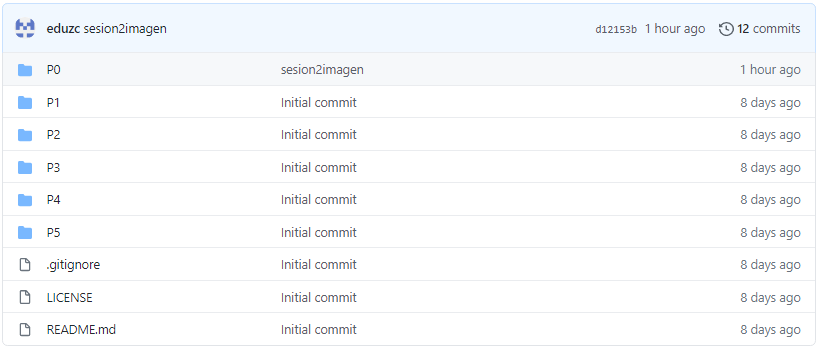 eduzc sesion2imagen d12153b 1 hour ago 12 commits
P0 sesion2imagen 1 hour ago
P1 Initial commit 8 days ago
P2 Initial commit 8 days ago
P3 Initial commit 8 days ago
P4 Initial commit 8 days ago
P5 Initial commit 8 days ago
.gitignore Initial commit 8 days ago
LICENSE Initial commit 8 days ago
README.md Initial commit 8 days ago